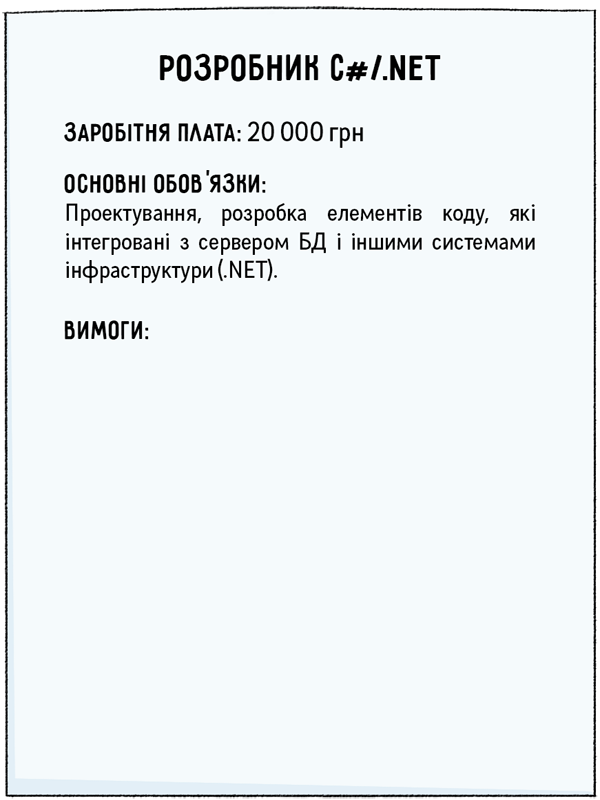 РОЗРОБНИК C#/.NET
ЗАРОБІТНЯ ПЛАТА: 20 000 грн
ОСНОВНІ ОБОВ'ЯЗКИ:
Проектування, розробка елементів коду, які
інтегровані з сервером БД і іншими системами
інфраструктури (.NET).
ВИМОГИ: